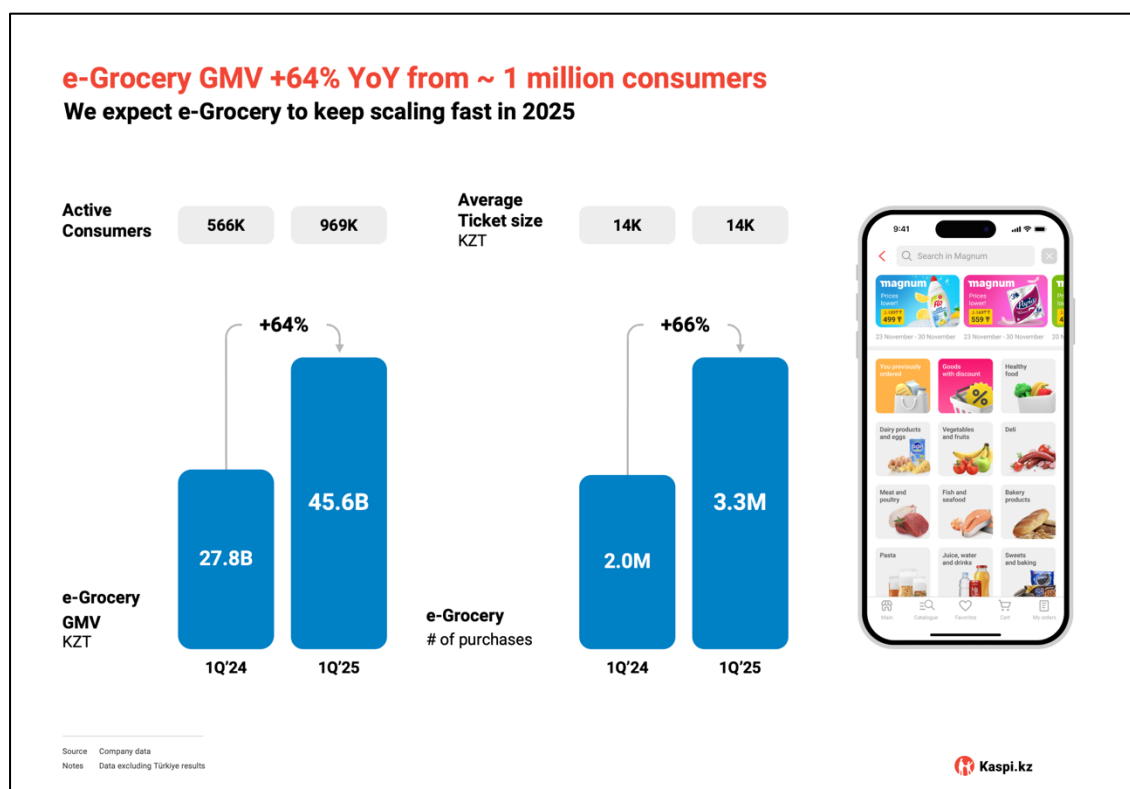 e-Grocery GMV +64% YoY from ~ 1 million consumers
We expect e-Grocery to keep scaling fast in 2025
Active
Consumers
566K
969K
Average
Ticket size
KZT
14K
14K
+64%
+66%
27.8B
45.6B
2.0M
3.3M
e-Grocery
GMV
KZT
e-Grocery
# of purchases
1Q'24
1Q'25
1Q'24
1Q'25
9:41
Search in Magnum
magnum
Prices
lower!
499 ₸
magnum
Prices
lower!
559 ₸
23 November - 30 November
23 November - 30 November
You previously
ordered
Goods
with discount
Healthy
food
Dairy products
and eggs
Vegetables
and fruits
Deli
Meat and
poultry
Fish and
seafood
Bakery
products
Pasta
Juice, water
and drinks
Sweets
and baking
Main
Catalogue
Favorites
Cart
My orders
Source Company data
Notes Data excluding Türkiye results
Kaspi.kz